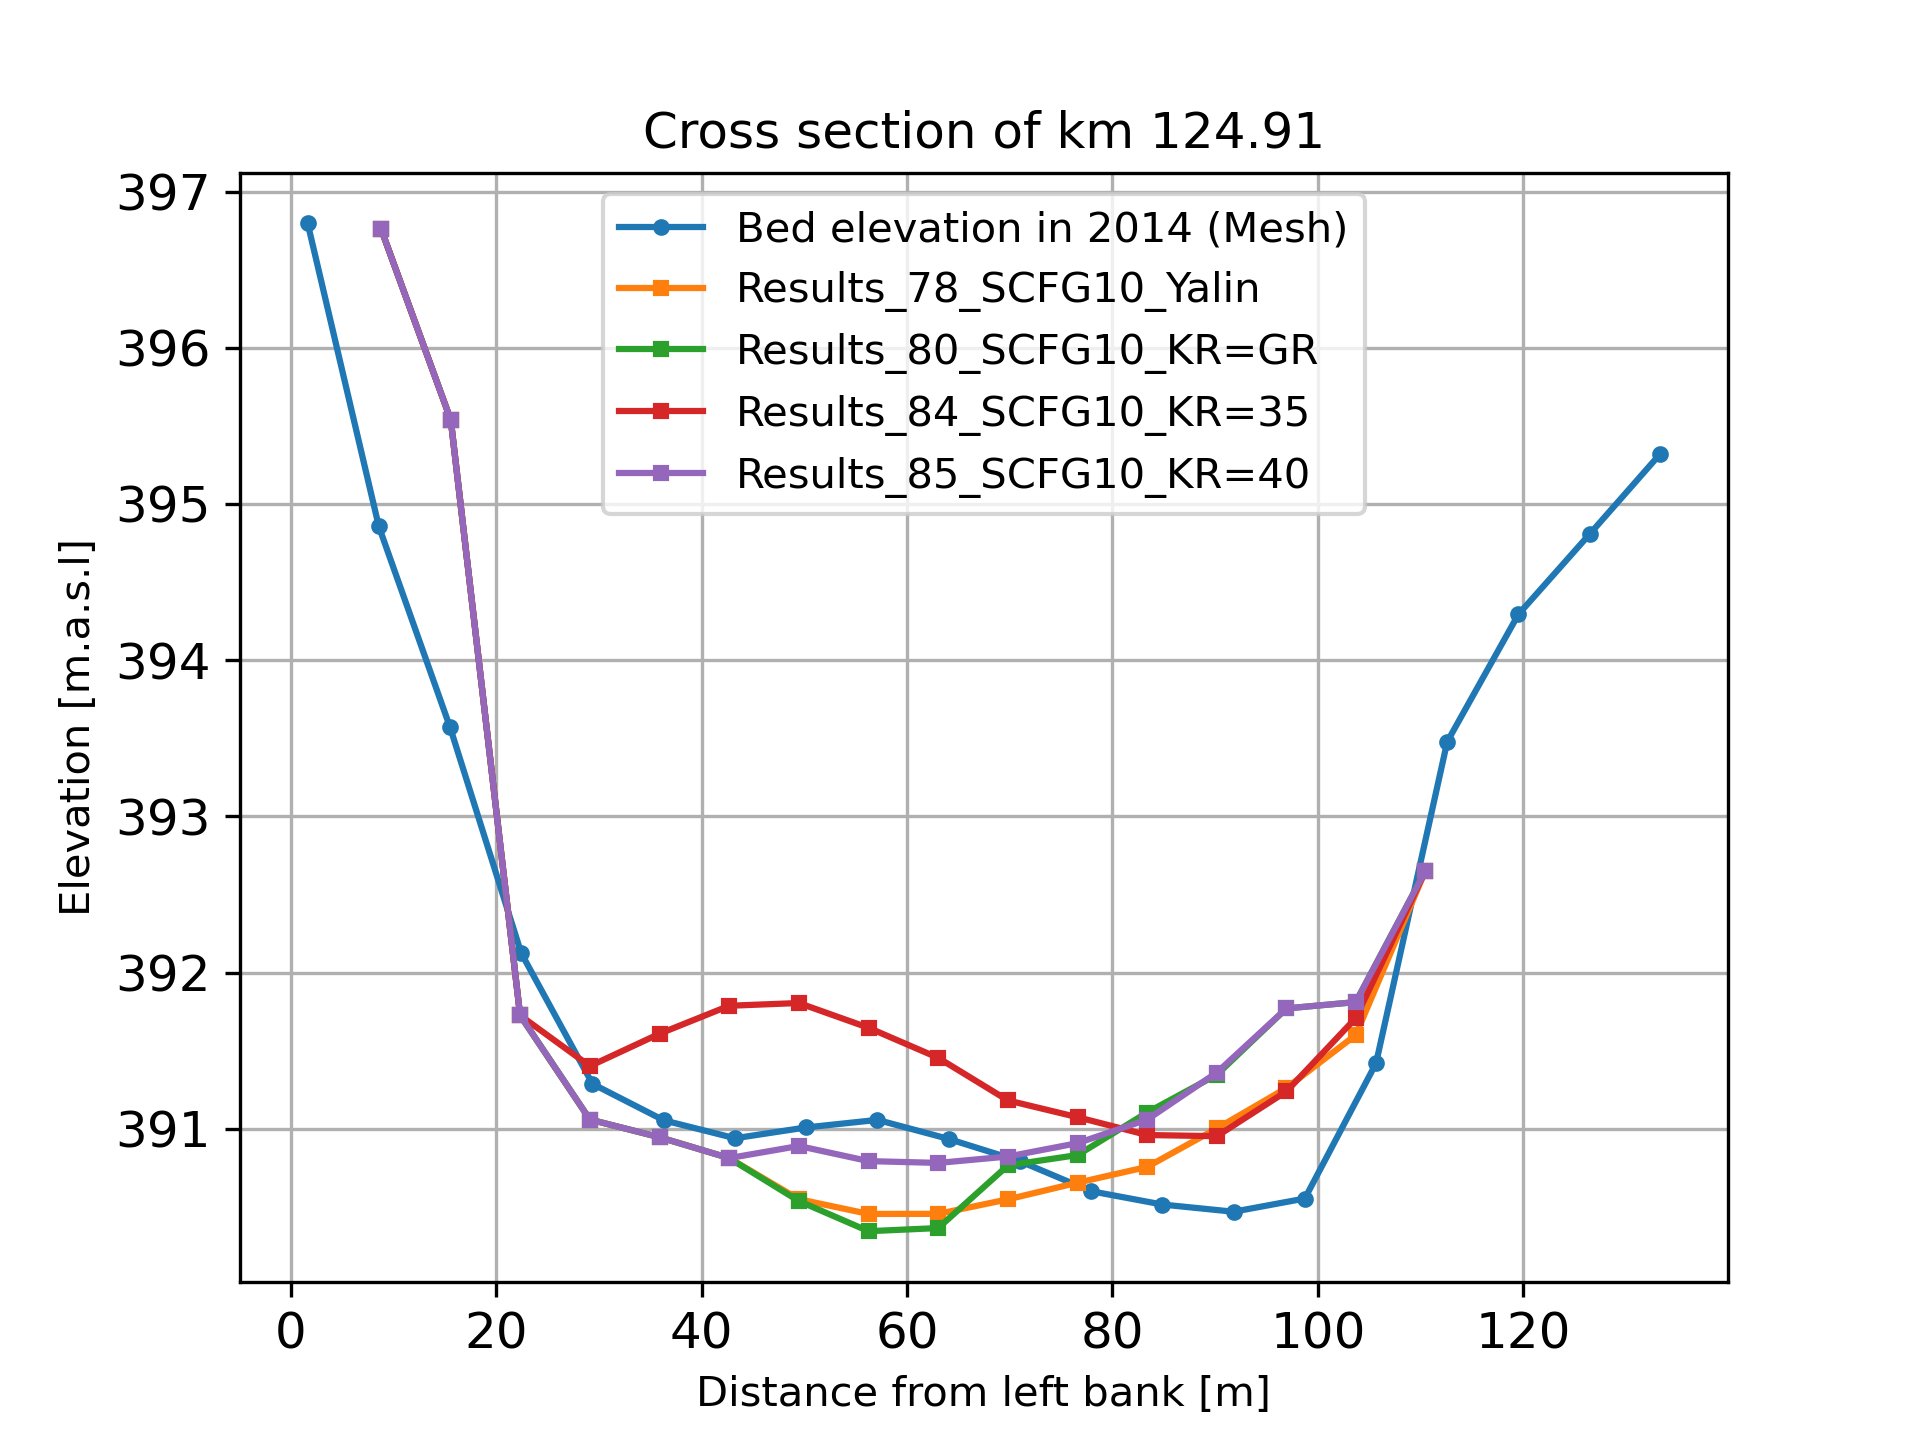 Cross section of km 124.91
397
396
395
394
393
392
391
Elevation [m.a.s.l]
Bed elevation in 2014 (Mesh)
Results_78_SCFG10_Yalin
Results_80_SCFG10_KR=GR
Results_84_SCFG10_KR=35
Results_85_SCFG10_KR=40
0 20 40 60 80 100 120
Distance from left bank [m]